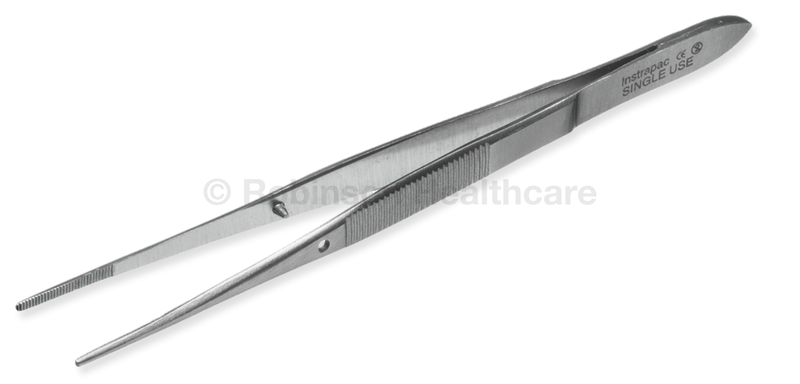 Instrapac CE
SINGLE USE
© Robinson Healthcare